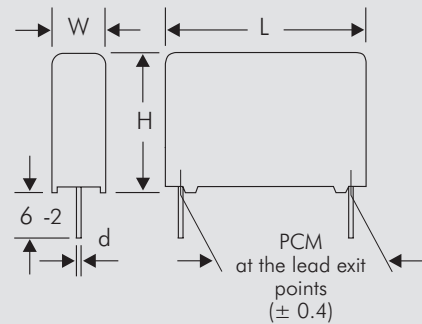 W
L
H
6 -2
d
PCM
at the lead exit
points
(± 0.4)